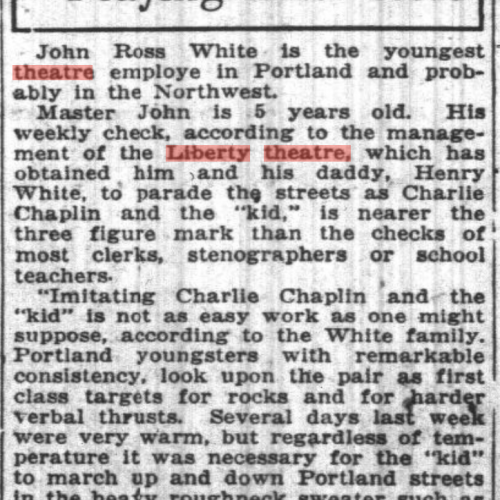 John Ross White is the youngest
theatre employe in Portland and prob-
ably in the Northwest.
Master John is 5 years old. His
weekly check, according to the manage-
ment of the Liberty theatre, which has
obtained him and his daddy, Henry
White, to parade the streets as Charlie
Chaplin and the "kid," is nearer the
three figure mark than the checks of
most clerks, stenographers or school
teachers.
"Imitating Charlie Chaplin and the
"kid" is not as easy work as one might
suppose, according to the White family.
Portland youngsters with remarkable
consistency, look upon the pair as first
class targets for rocks and for harder
verbal thrusts. Several days last week
were very warm, but regardless of tem-
perature it was necessary for the "kid"
to march up and down Portland streets
in the heavy roughneck sweater such as